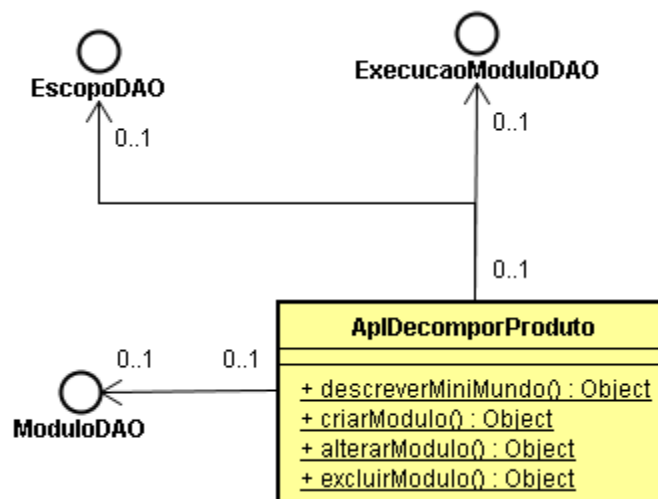 EscopoDAO
ExecucaoModuloDAO
0..1
0..1
0..1
AplDecomporProduto
0..1
0..1
ModuloDAO
+ descreverMiniMundo() : Object
+ criarModulo() : Object
+ alterarModulo() : Object
+ excluirModulo() : Object